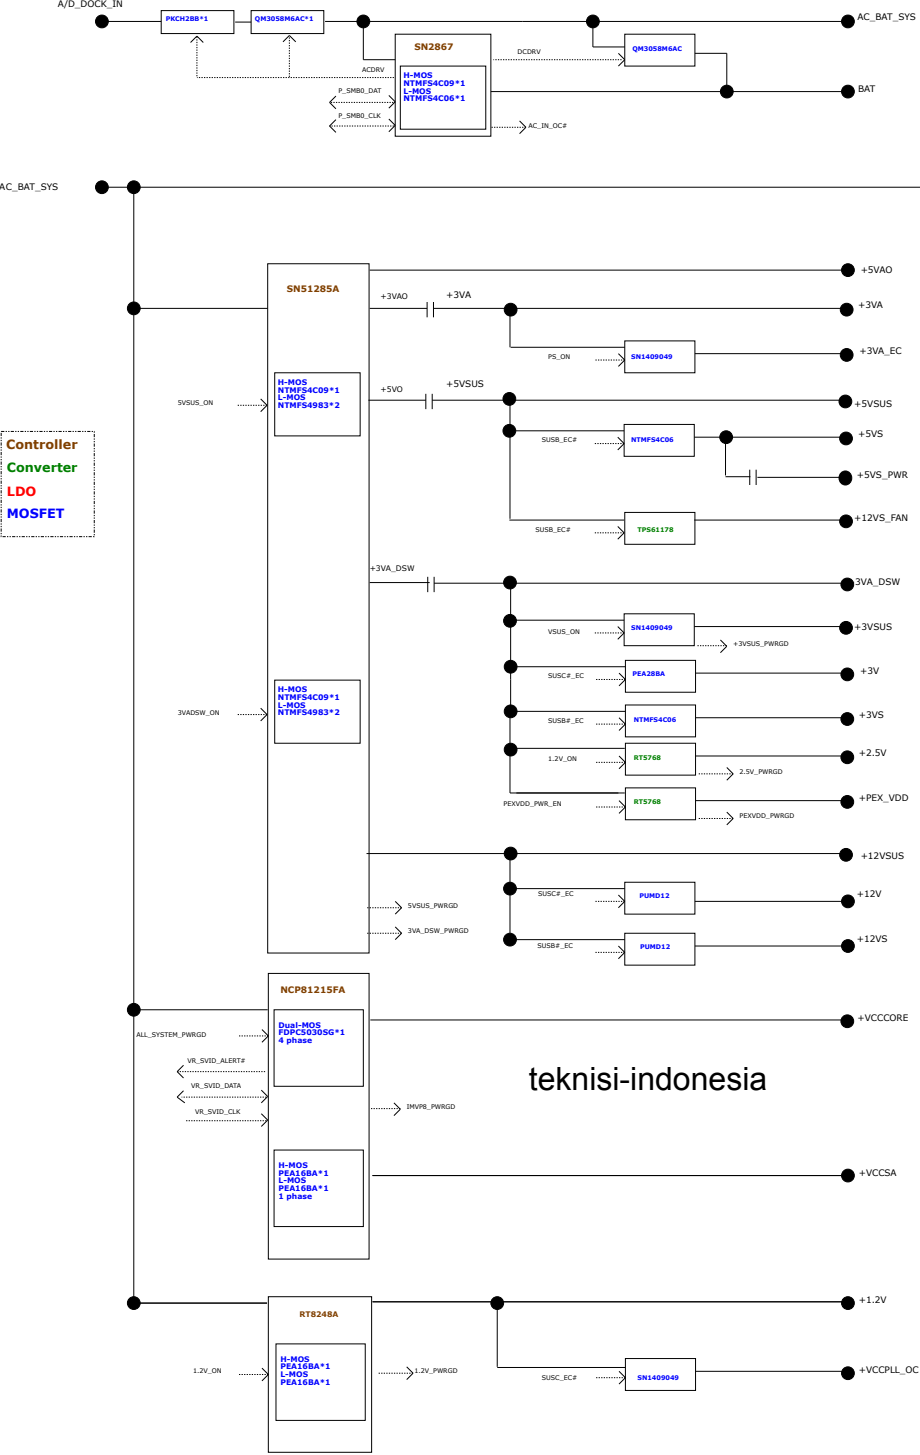 A/D_DOCK_IN
PKCH2BB*1
QM3058M6AC*1
AC_BAT_SYS
SN2867
DCDRV
QM3058M6AC
ACDRV
H-MOS
NTMFS4C09*1
L-MOS
NTMFS4C06*1
P_SMB0_DAT
BAT
P_SMB0_CLK
AC_IN_OC#
AC_BAT_SYS
SN51285A
+5VAO
+3VAO
+3VA
+3VA
PS_ON
SN1409049
+3VA_EC
H-MOS
NTMFS4C09*1
L-MOS
NTMFS4983*2
5VSUS_ON
+5VO
+5VSUS
+5VSUS
SUSB_EC#
NTMFS4C06
+5VS
+5VS_PWR
SUSB_EC#
TPS61178
+12VS_FAN
Controller
Converter
LDO
MOSFET
+3VA_DSW
3VA_DSW
VSUS_ON
SN1409049
+3VSUS
+3VSUS_PWRGD
SUSC#_EC
PEA28BA
+3V
H-MOS
NTMFS4C09*1
L-MOS
NTMFS4983*2
3VADSW_ON
SUSB#_EC
NTMFS4C06
+3VS
1.2V_ON
RT5768
+2.5V
2.5V_PWRGD
PEXVDD_PWR_EN
RT5768
+PEX_VDD
PEXVDD_PWRGD
+12VSUS
SUSC#_EC
PUMD12
+12V
5VSUS_PWRGD
3VA_DSW_PWRGD
SUSB#_EC
PUMD12
+12VS
NCP81215FA
+VCCCORE
ALL_SYSTEM_PWRGD
Dual-MOS
FDPC5030SG*1
4 phase
VR_SVID_ALERT#
VR_SVID_DATA
VR_SVID_CLK
IMVP8_PWRGD
teknisi-indonesia
H-MOS
PEA16BA*1
L-MOS
PEA16BA*1
1 phase
+VCCSA
RT8248A
+1.2V
1.2V_ON
H-MOS
PEA16BA*1
L-MOS
PEA16BA*1
1.2V_PWRGD
SUSC_EC#
SN1409049
+VCCPLL_OC